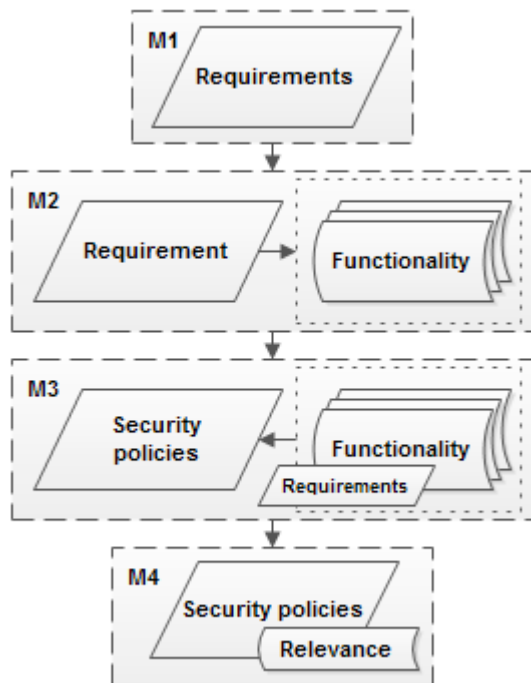 M1
Requirements
M2
Requirement
Functionality
M3
Security
policies
Functionality
Requirements
M4
Security policies
Relevance